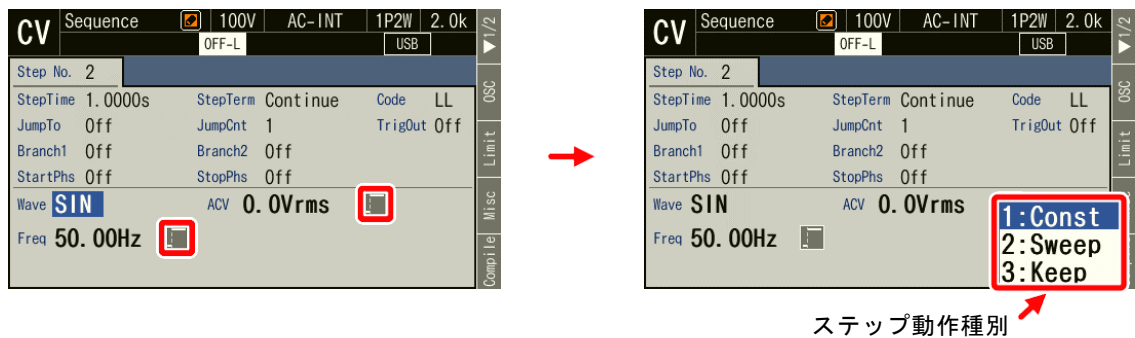 CV Sequence 100V AC-INT 1P2W 2.0k
OFF-L USB
▼1/2
Step No. 2
StepTime 1.0000s StepTerm Continue Code LL
JumpTo Off JumpCnt 1 TrigOut Off
Branch1 Off Branch2 Off
StartPhs Off StopPhs Off
Wave SIN ACV 0.0Vrms
Freq 50.00Hz
OSC
Limit
Misc
Compile
CV Sequence 100V AC-INT 1P2W 2.0k
OFF-L USB
▼1/2
Step No. 2
StepTime 1.0000s StepTerm Continue Code LL
JumpTo Off JumpCnt 1 TrigOut Off
Branch1 Off Branch2 Off
StartPhs Off StopPhs Off
Wave SIN ACV 0.0Vrms
Freq 50.00Hz
1:Const
2:Sweep
3:Keep
OSC
Limit
ステップ動作種別